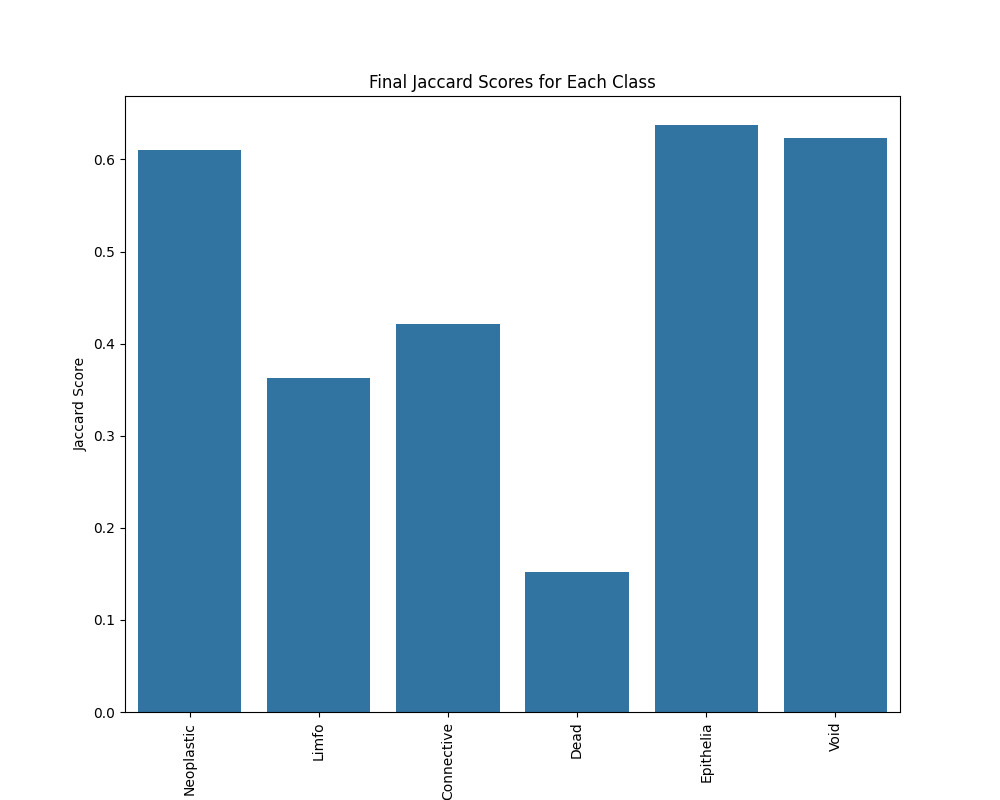 Final Jaccard Scores for Each Class
Jaccard Score
0.6
0.5
0.4
0.3
0.2
0.1
0.0
Neoplastic
Limfo
Connective
Dead
Epithelia
Void